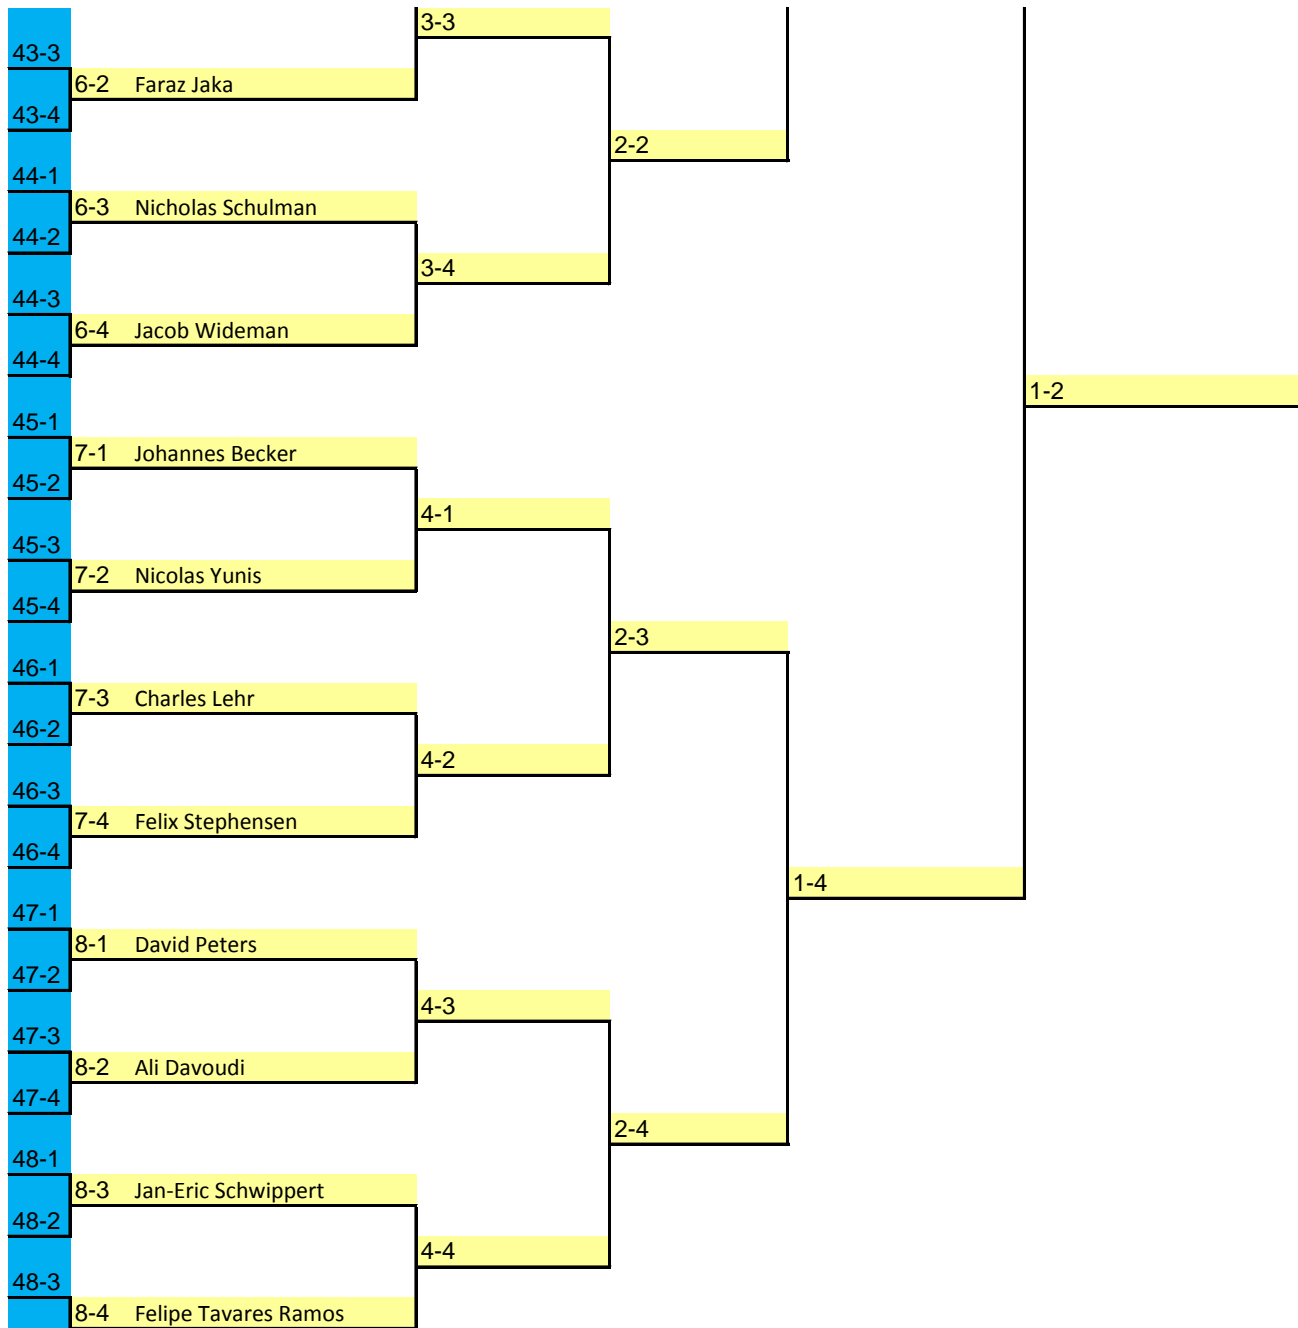 3-3
43-3
6-2 Faraz Jaka
43-4
2-2
44-1
6-3 Nicholas Schulman
44-2
3-4
44-3
6-4 Jacob Wideman
44-4
1-2
45-1
7-1 Johannes Becker
45-2
4-1
45-3
7-2 Nicolas Yunis
45-4
2-3
46-1
7-3 Charles Lehr
46-2
4-2
46-3
7-4 Felix Stephensen
46-4
1-4
47-1
8-1 David Peters
47-2
4-3
47-3
8-2 Ali Davoudi
47-4
2-4
48-1
8-3 Jan-Eric Schwippert
48-2
4-4
48-3
8-4 Felipe Tavares Ramos